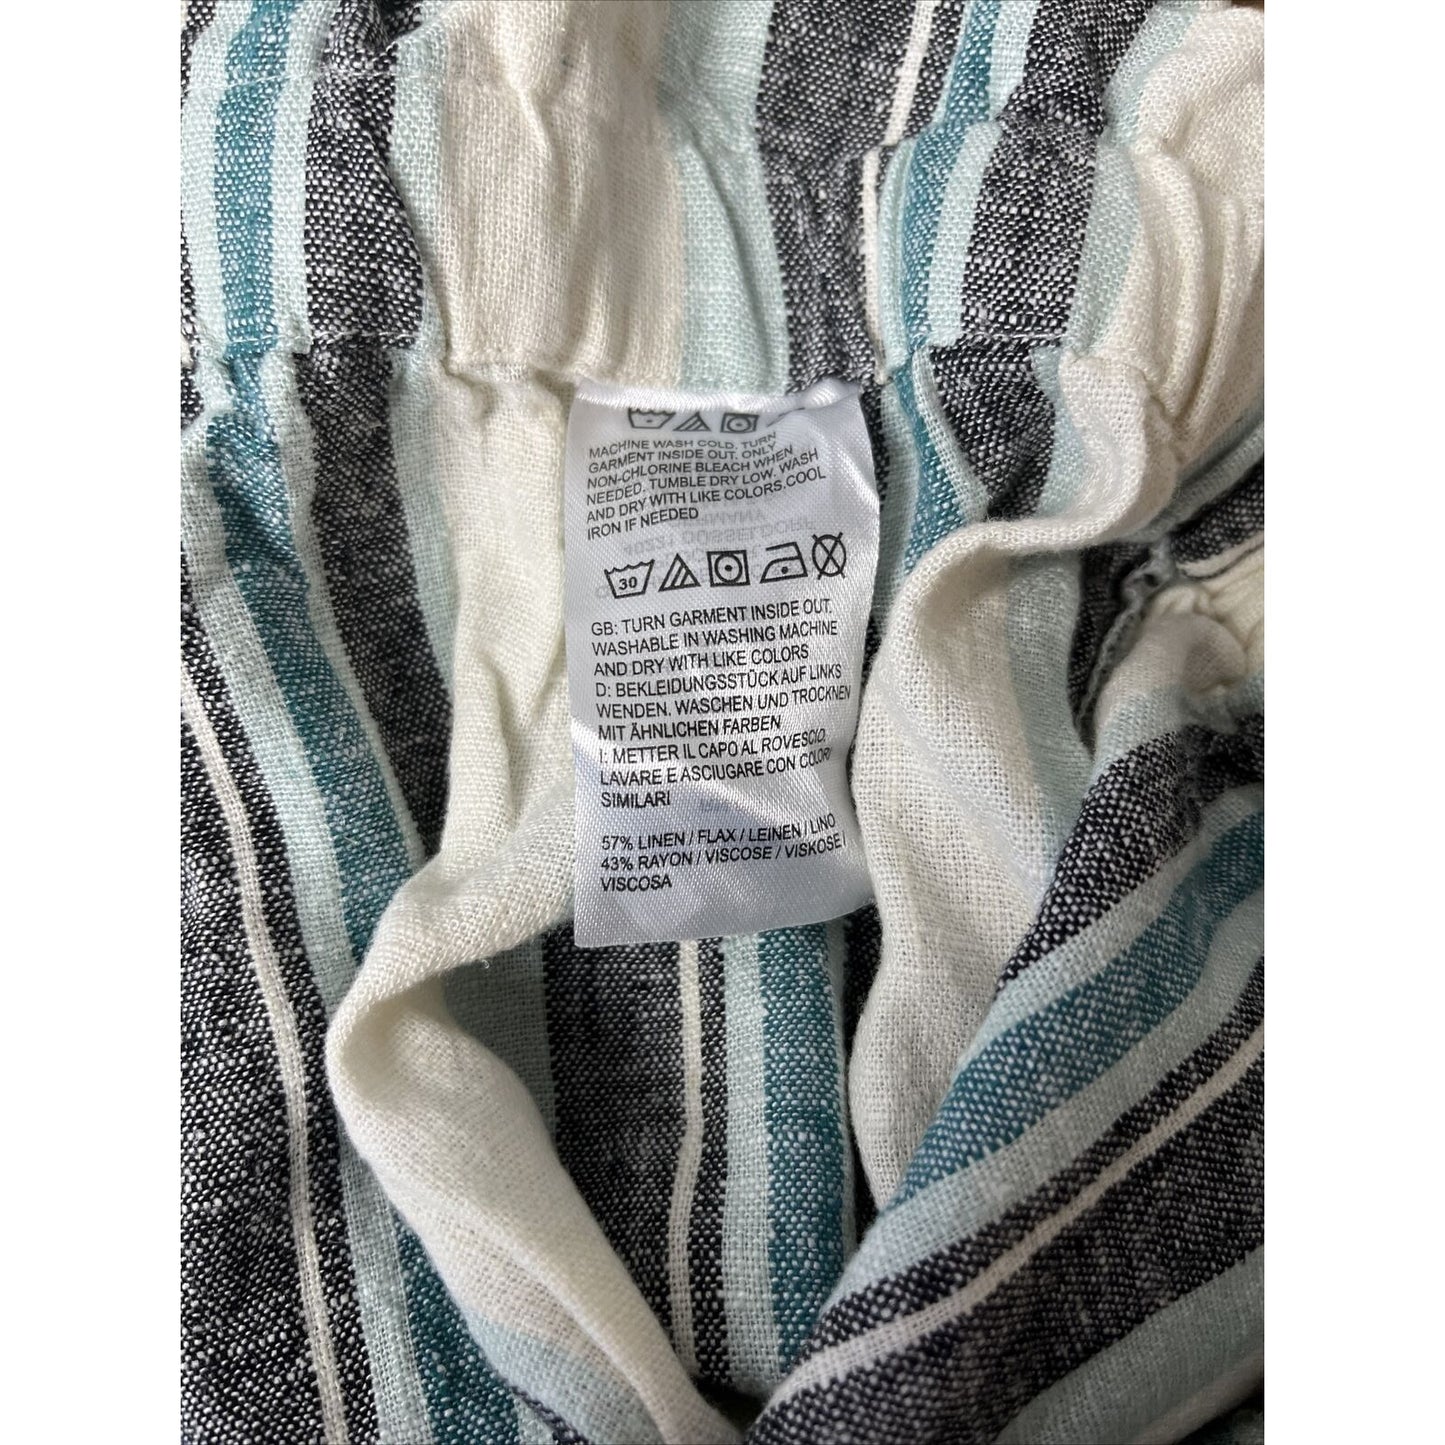 MACHINE WASH COLD, TURN
GARMENT INSIDE OUT. ONLY
NON-CHLORINE BLEACH WHEN
NEEDED. TUMBLE DRY LOW. WASH
AND DRY WITH LIKE COLORS.COOL
IRON IF NEEDED
30
GB: TURN GARMENT INSIDE OUT.
WASHABLE IN WASHING MACHINE
AND DRY WITH LIKE COLORS
D: BEKLEIDUNGSSTÜCK AUF LINKS
WENDEN. WASCHEN UND TROCKNEN
MIT ÄHNLICHEN FARBEN
I: METTER IL CAPO AL ROVESCIO.
LAVARE E ASCIUGARE CON COLORI
SIMILARI
57% LINEN / FLAX / LEINEN / LINO
43% RAYON / VISCOSE / VISKOSE /
VISCOSA